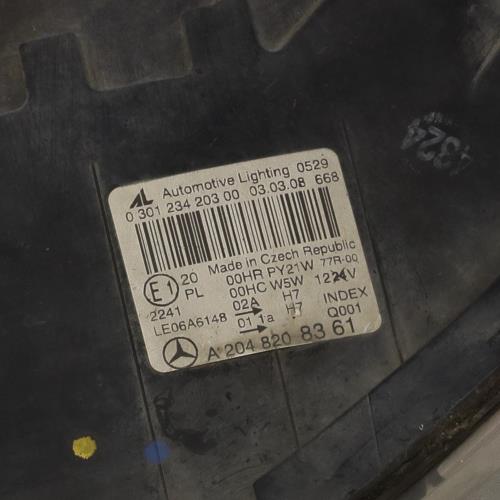 AL Automotive Lighting 0529
0 301 234 203 00 03.03.08 668
Made in Czech Republic
E1 20 00HR PY21W 77R-00
PL 00HC W5W 12V
2241 02A H7 INDEX
LE06A6148 01 1a H7 Q001
A 204 820 83 61
4324